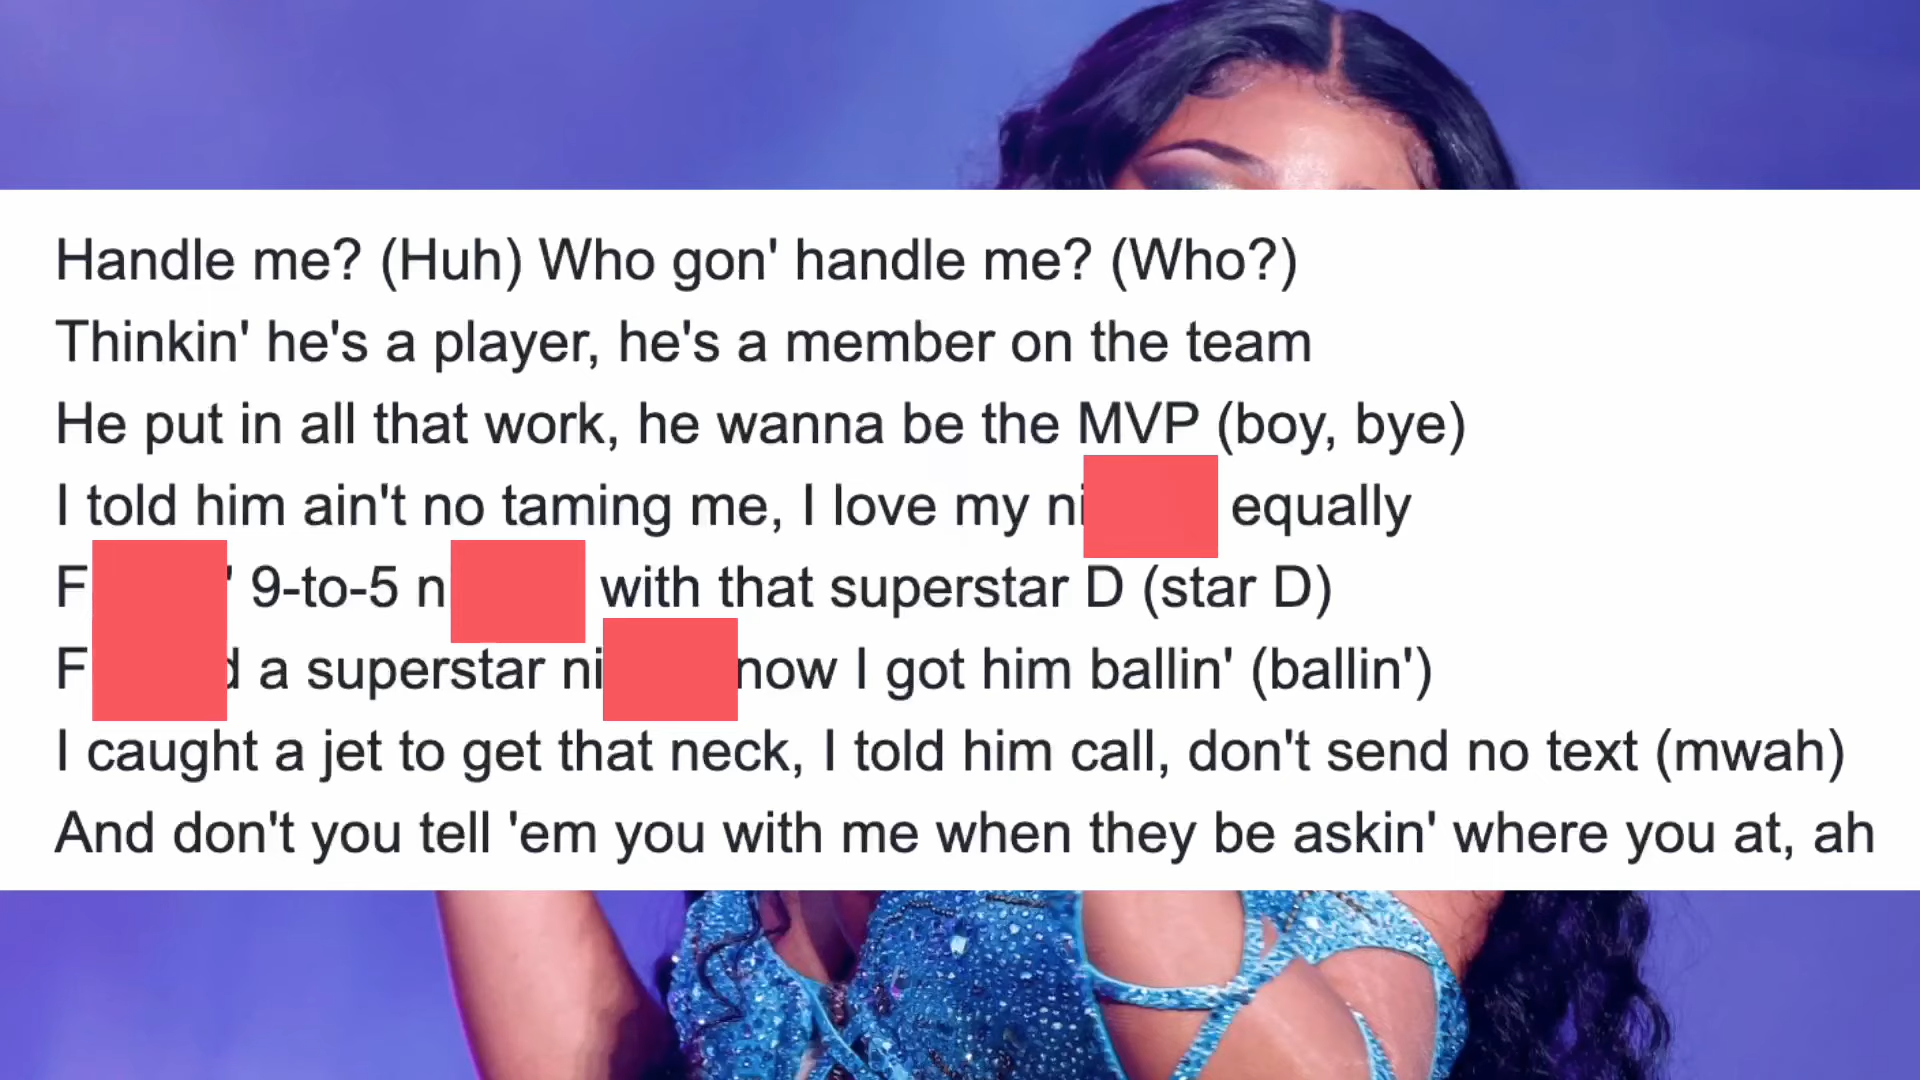 Handle me? (Huh) Who gon' handle me? (Who?)
Thinkin' he's a player, he's a member on the team
He put in all that work, he wanna be the MVP (boy, bye)
I told him ain't no taming me, I love my ni equally
F ' 9-to-5 n with that superstar D (star D)
F d a superstar ni now I got him ballin' (ballin')
I caught a jet to get that neck, I told him call, don't send no text (mwah)
And don't you tell 'em you with me when they be askin' where you at, ah